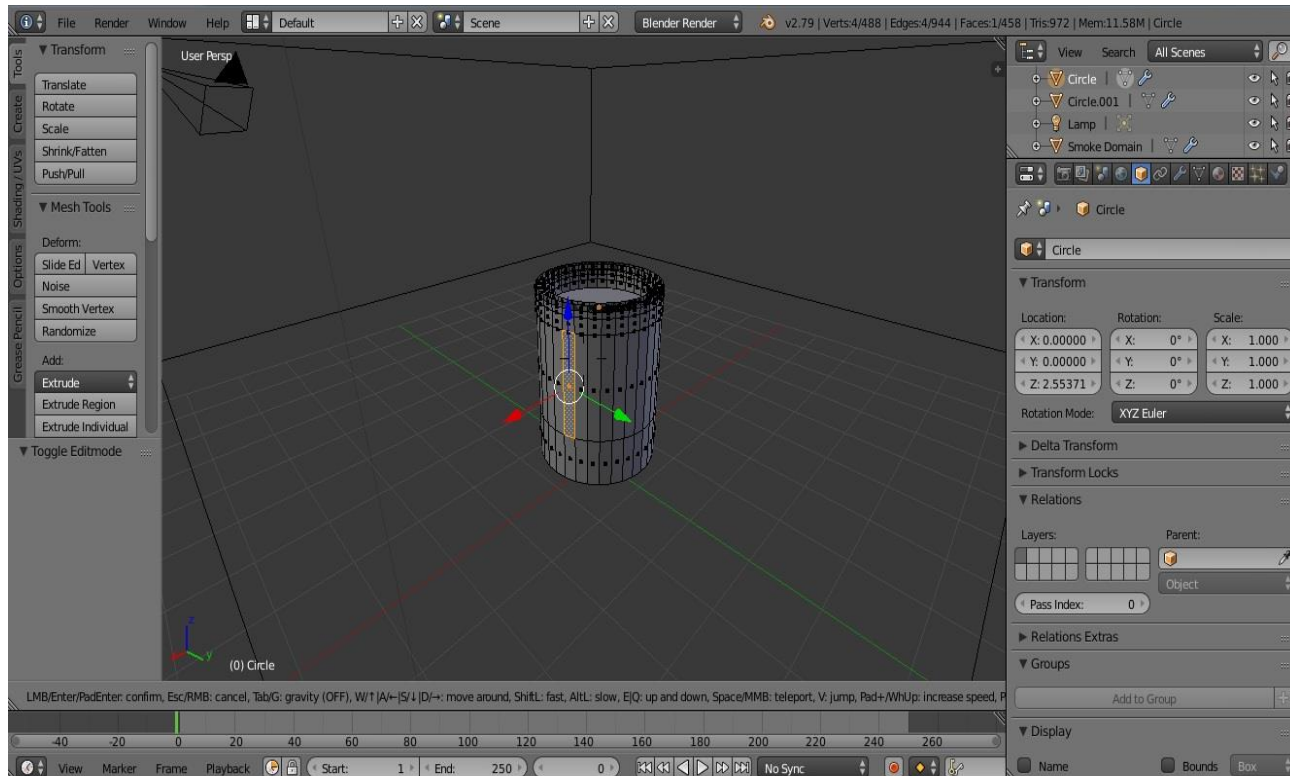 File Render Window Help Default Scene Blender Render v2.79 | Verts:4/488 | Edges:4/944 | Faces:1/458 | Tris:972 | Mem:11.58M | Circle
Tools
Create
Shading / UVs
Options
Grease Pencil
Transform
Translate
Rotate
Scale
Shrink/Fatten
Push/Pull
Mesh Tools
Deform:
Slide Ed Vertex
Noise
Smooth Vertex
Randomize
Add:
Extrude
Extrude Region
Extrude Individual
Toggle Editmode
User Persp
z
y
(0) Circle
LMB/Enter/PadEnter: confirm, Esc/RMB: cancel, Tab/G: gravity (OFF), W/↑|A/←|S/↓|D/→: move around, ShiftL: fast, AltL: slow, E|Q: up and down, Space/MMB: teleport, V: jump, Pad+/WhUp: increase speed, P
-40 -20 0 20 40 60 80 100 120 140 160 180 200 220 240 260
View Marker Frame Playback Start: 1 End: 250 0 No Sync
View Search All Scenes
Circle
Circle.001
Lamp
Smoke Domain
Circle
Circle
Transform
Location: Rotation: Scale:
X: 0.00000 X: 0° X: 1.000
Y: 0.00000 Y: 0° Y: 1.000
Z: 2.55371 Z: 0° Z: 1.000
Rotation Mode: XYZ Euler
Delta Transform
Transform Locks
Relations
Layers: Parent:
Object
Pass Index: 0
Relations Extras
Groups
Add to Group
Display
Name Bounds Box